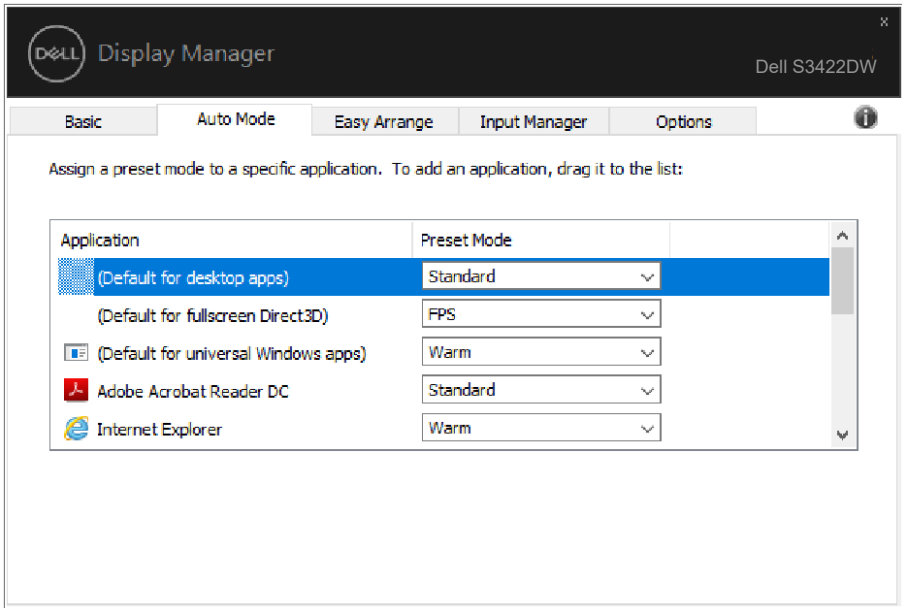 x
DELL Display Manager
Dell S3422DW
Basic Auto Mode Easy Arrange Input Manager Options
Assign a preset mode to a specific application. To add an application, drag it to the list:
Application Preset Mode
(Default for desktop apps) Standard
(Default for fullscreen Direct3D) FPS
(Default for universal Windows apps) Warm
Adobe Acrobat Reader DC Standard
Internet Explorer Warm